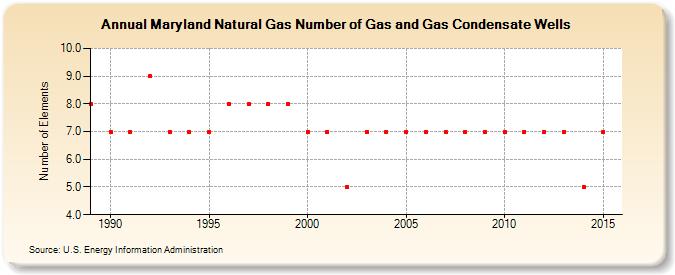 Annual Maryland Natural Gas Number of Gas and Gas Condensate Wells
Number of Elements
10.0
9.0
8.0
7.0
6.0
5.0
4.0
1990 1995 2000 2005 2010 2015
Source: U.S. Energy Information Administration